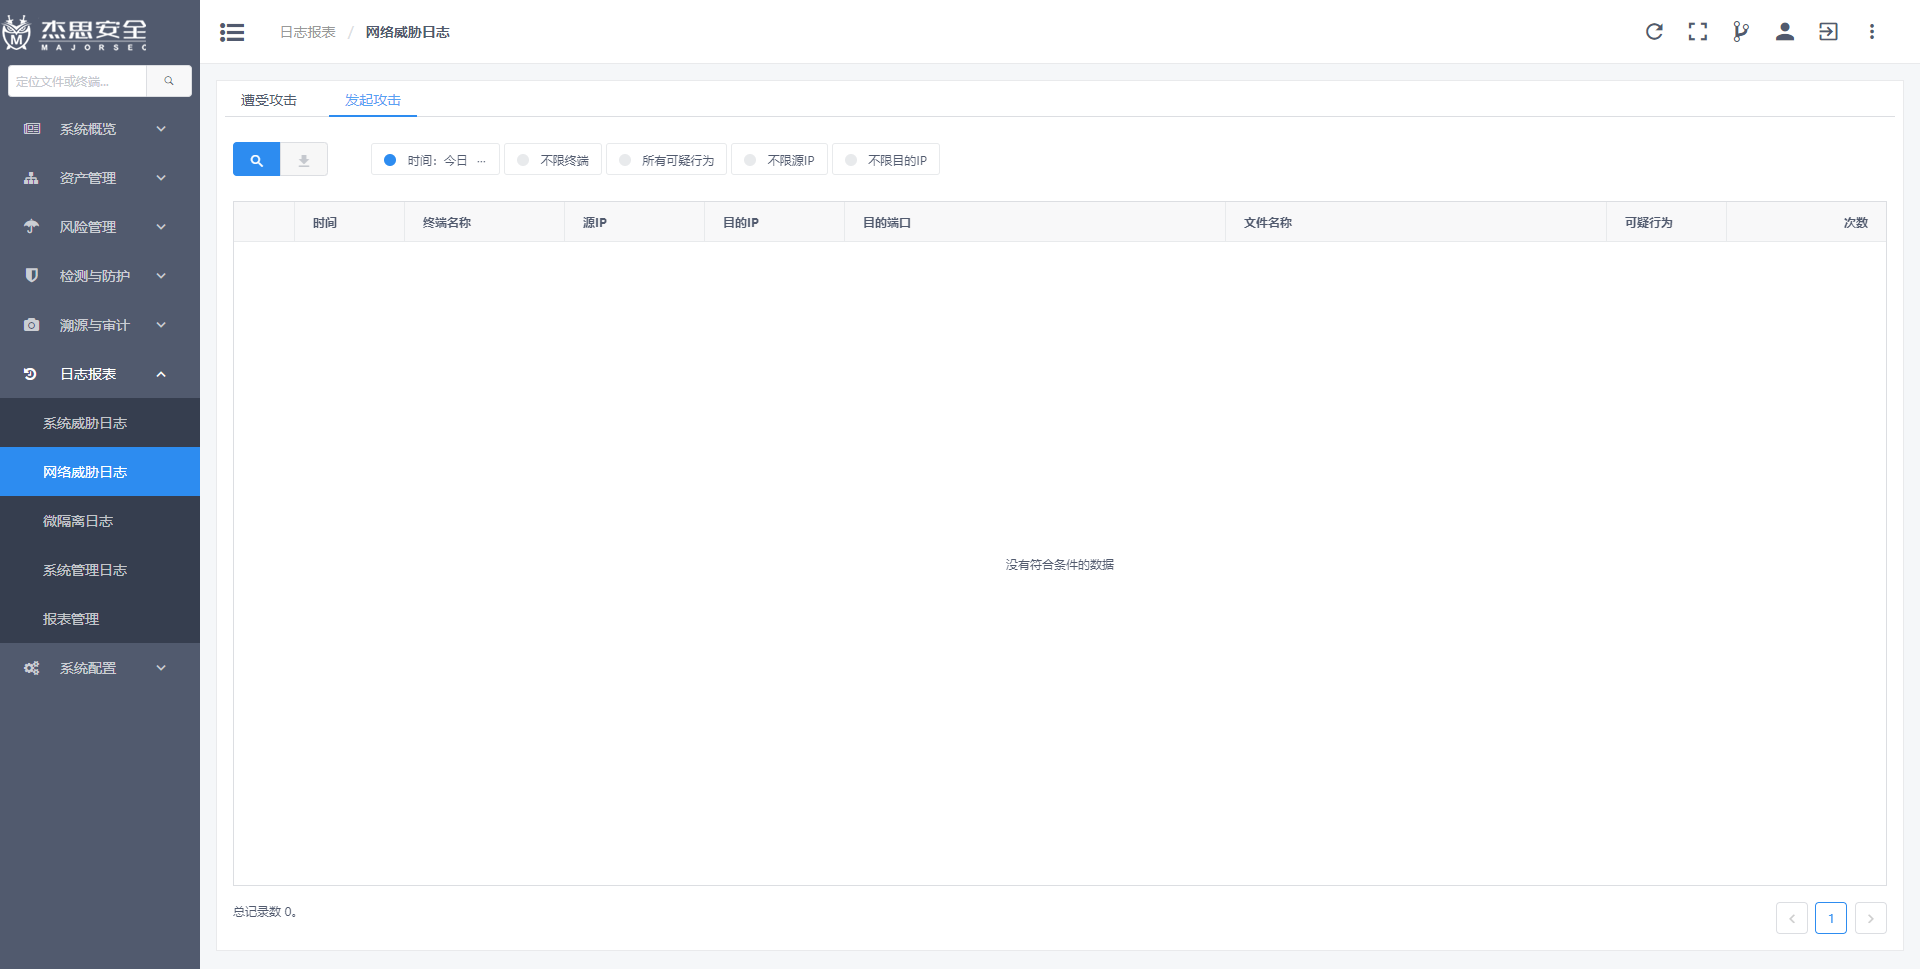 杰思安全
MAJORSEC
定位文件或终端...
系统概览
资产管理
风险管理
检测与防护
溯源与审计
日志报表
系统威胁日志
网络威胁日志
微隔离日志
系统管理日志
报表管理
系统配置
日志报表 / 网络威胁日志
遭受攻击 发起攻击
时间：今日 ... 不限终端 所有可疑行为 不限源IP 不限目的IP
时间 终端名称 源IP 目的IP 目的端口 文件名称 可疑行为 次数
没有符合条件的数据
总记录数 0。
1